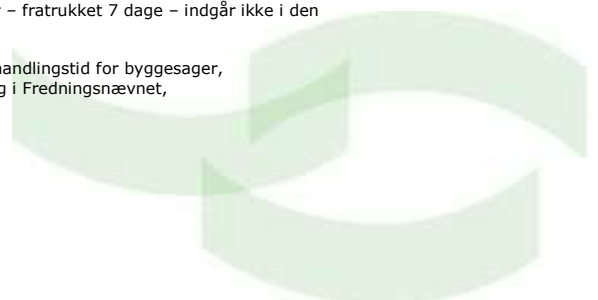 – fratrukket 7 dage – indgår ikke i den
handlingstid for byggesager,
g i Fredningsnævnet,